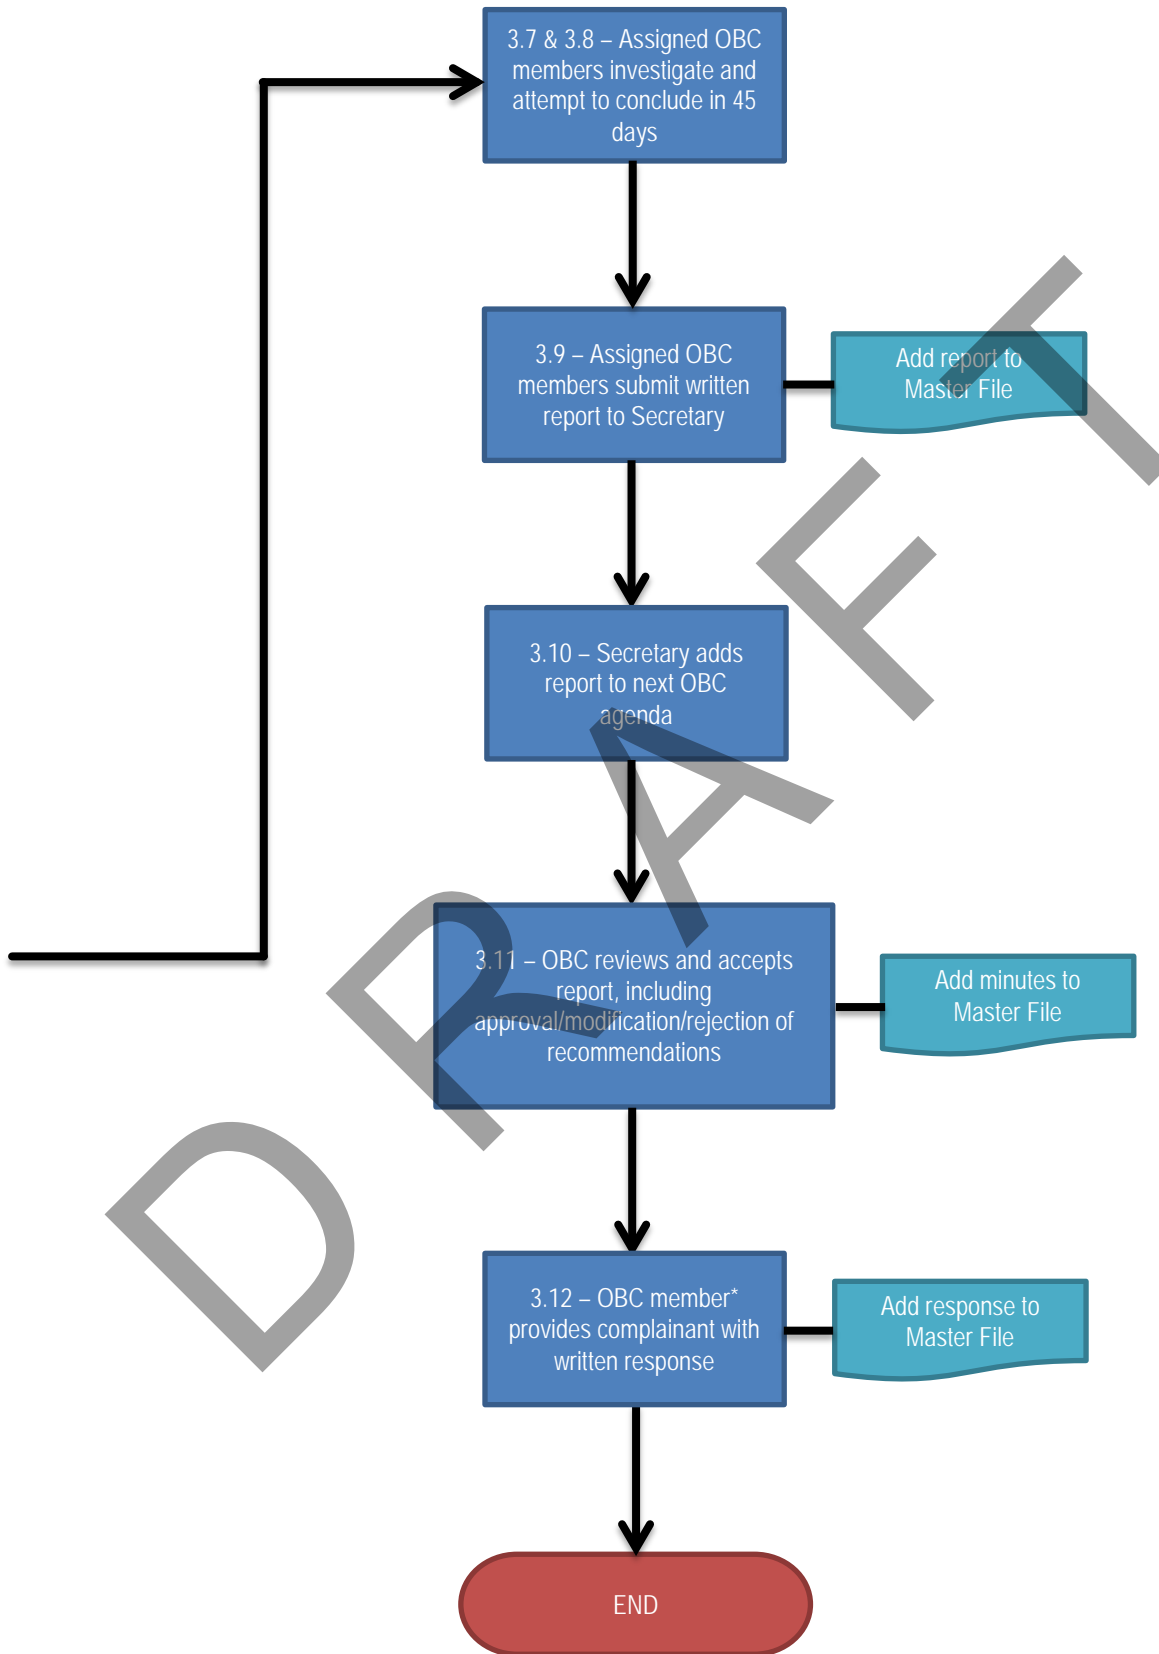 3.7 & 3.8 – Assigned OBC
members investigate and
attempt to conclude in 45
days
3.9 – Assigned OBC
members submit written
report to Secretary
Add report to
Master File
3.10 – Secretary adds
report to next OBC
agenda
3.11 – OBC reviews and accepts
report, including
approval/modification/rejection of
recommendations
Add minutes to
Master File
3.12 – OBC member*
provides complainant with
written response
Add response to
Master File
END
DRAFT